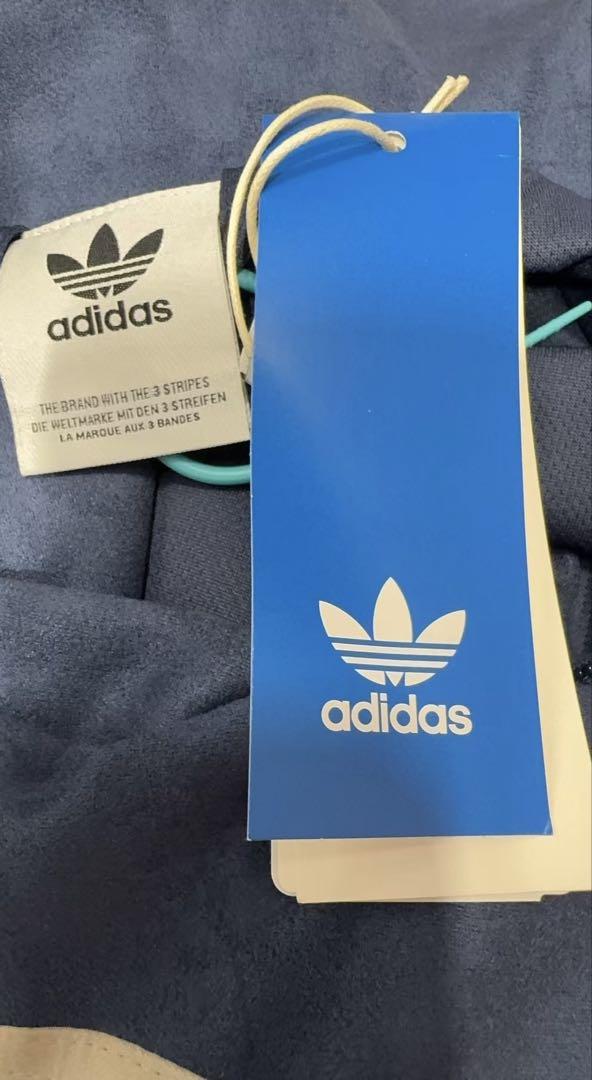 adidas
THE BRAND WITH THE 3 STRIPES
DIE WELTMARKE MIT DEN 3 STREIFEN
LA MARQUE AUX 3 BANDES
adidas